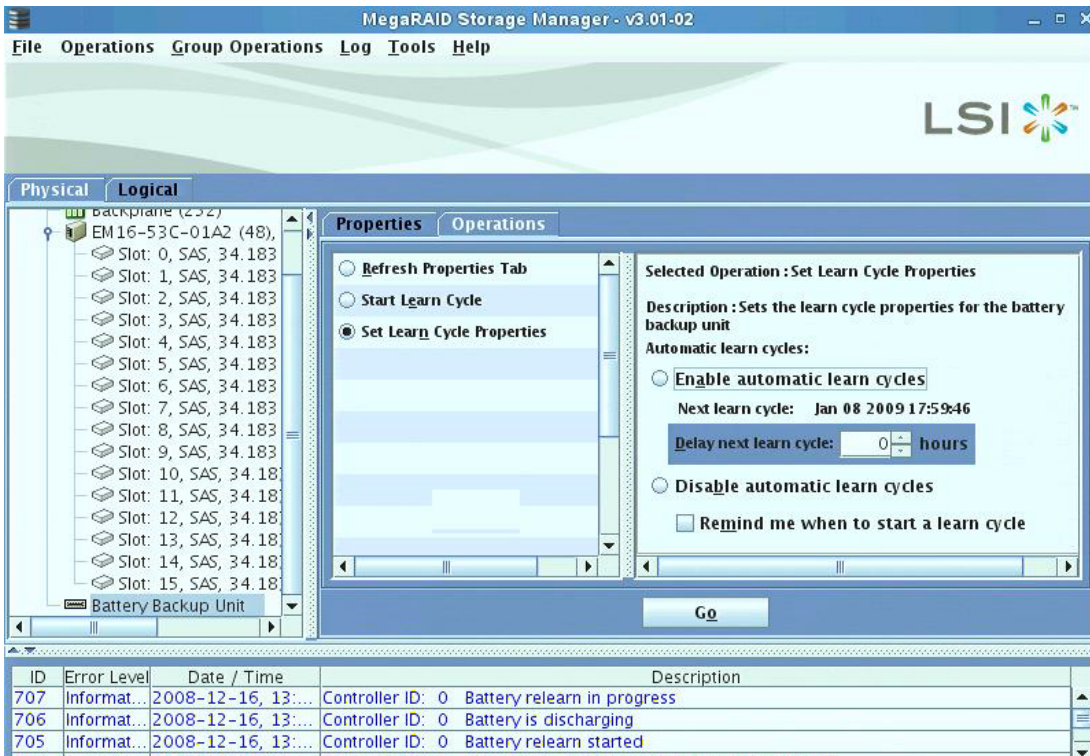 MegaRAID Storage Manager - v3.01-02
File Operations Group Operations Log Tools Help
LSI
Physical Logical
Backplane (252)
EM16-53C-01A2 (48),
Slot: 0, SAS, 34.183
Slot: 1, SAS, 34.183
Slot: 2, SAS, 34.183
Slot: 3, SAS, 34.183
Slot: 4, SAS, 34.183
Slot: 5, SAS, 34.183
Slot: 6, SAS, 34.183
Slot: 7, SAS, 34.183
Slot: 8, SAS, 34.183
Slot: 9, SAS, 34.183
Slot: 10, SAS, 34.18
Slot: 11, SAS, 34.18
Slot: 12, SAS, 34.18
Slot: 13, SAS, 34.18
Slot: 14, SAS, 34.18
Slot: 15, SAS, 34.18
Battery Backup Unit
Properties Operations
Refresh Properties Tab
Start Learn Cycle
Set Learn Cycle Properties
Selected Operation : Set Learn Cycle Properties
Description : Sets the learn cycle properties for the battery
backup unit
Automatic learn cycles:
Enable automatic learn cycles
Next learn cycle: Jan 08 2009 17:59:46
Delay next learn cycle: 0 hours
Disable automatic learn cycles
Remind me when to start a learn cycle
Go
ID Error Level Date / Time Description
707 Informat... 2008-12-16, 13:... Controller ID: 0 Battery relearn in progress
706 Informat... 2008-12-16, 13:... Controller ID: 0 Battery is discharging
705 Informat... 2008-12-16, 13:... Controller ID: 0 Battery relearn started